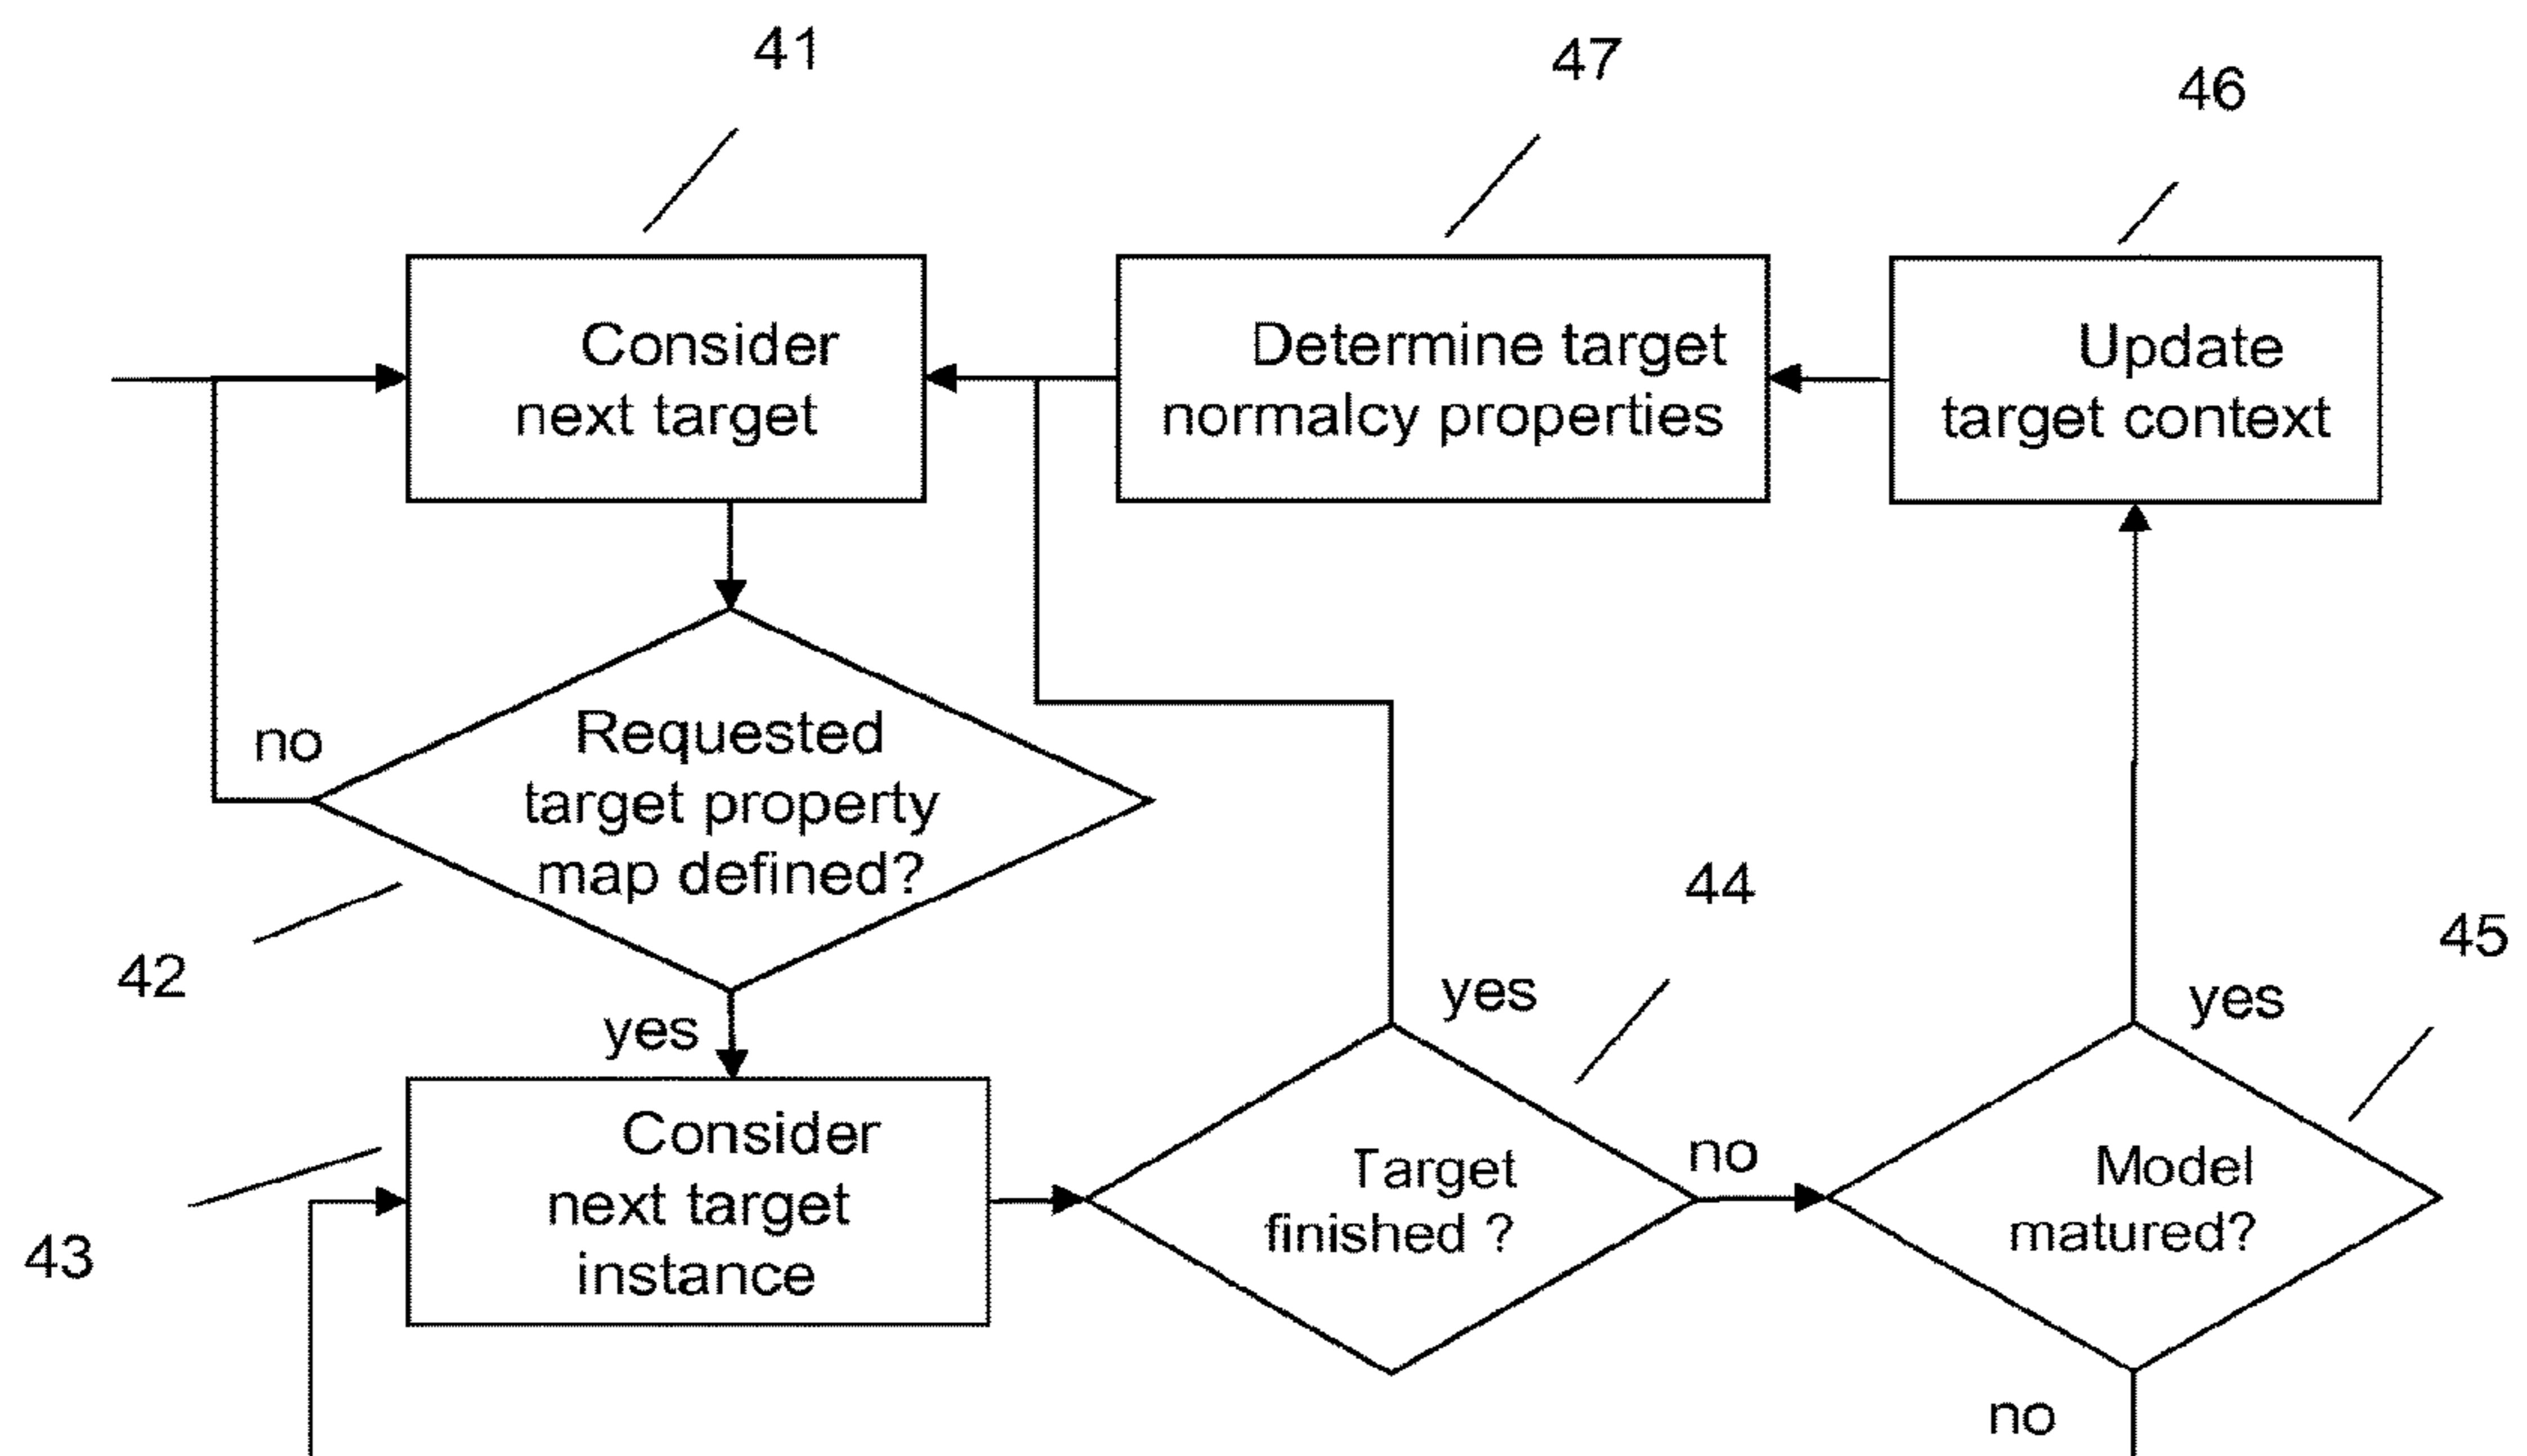 41
47
46
Consider
next target
Determine target
normalcy properties
Update
target context
no
Requested
target property
map defined?
42
yes
44
45
yes
yes
43
Consider
next target
instance
Target
finished ?
no
Model
matured?
no